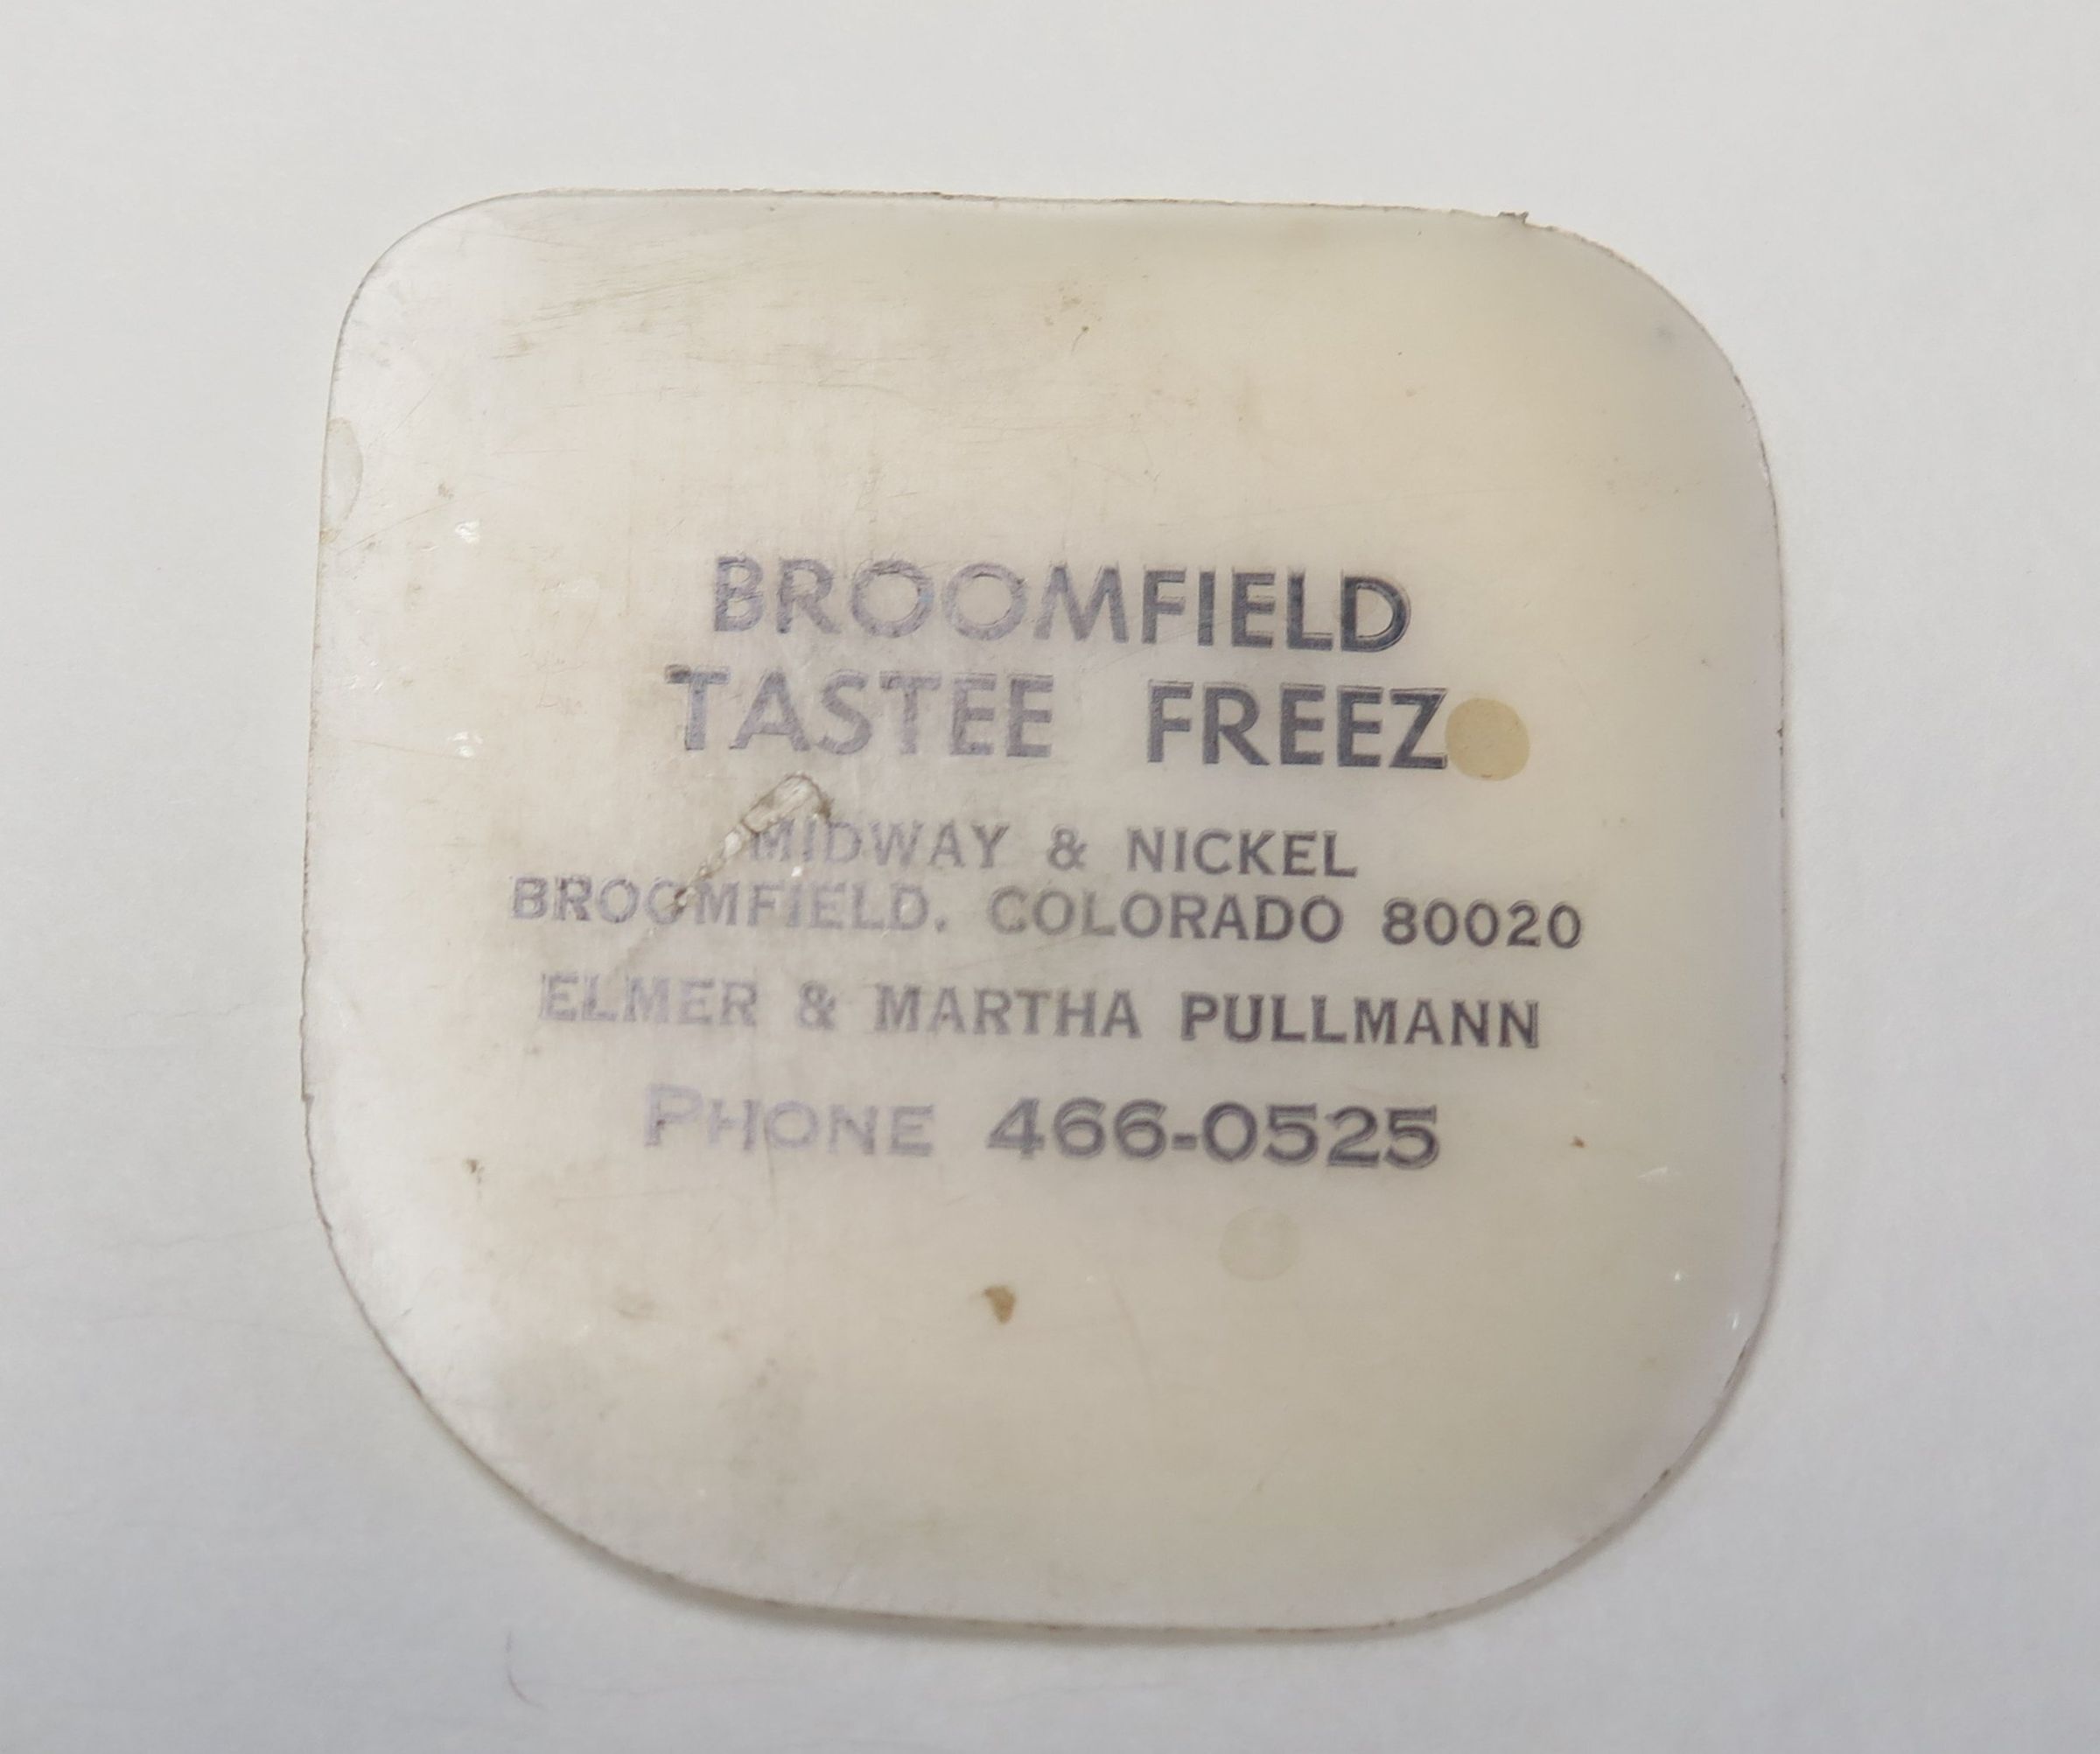 BROOMFIELD
TASTEE FREEZ
MIDWAY & NICKEL
BROOMFIELD, COLORADO 80020
ELMER & MARTHA PULLMANN
PHONE 466-0525